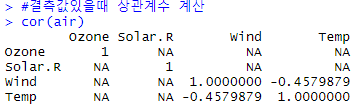 > #결측값있을때 상관계수 계산
> cor(air)
Ozone Solar.R Wind Temp
Ozone 1 NA NA NA
Solar.R NA 1 NA NA
Wind NA NA 1.0000000 -0.4579879
Temp NA NA -0.4579879 1.0000000